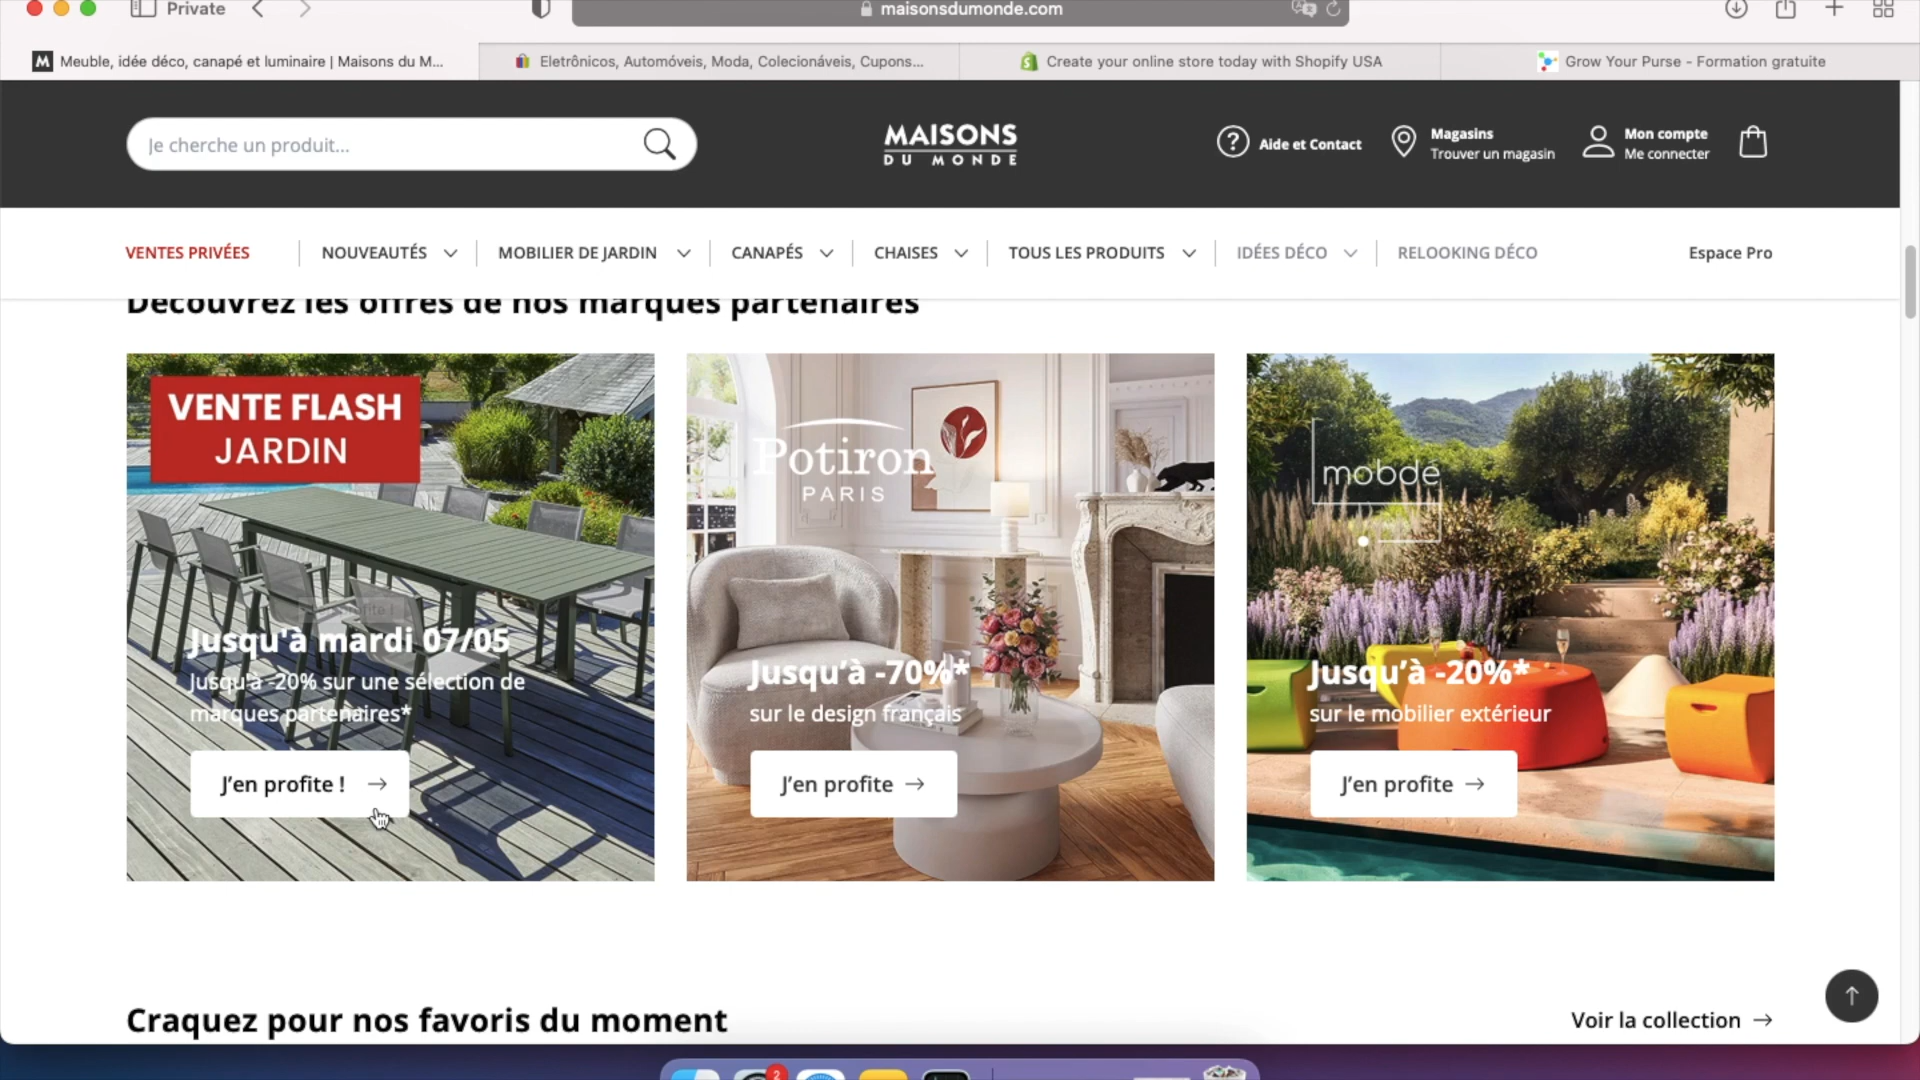 Private
maisonsdumonde.com
M Meuble, idée déco, canapé et luminaire | Maisons du M...
Eletrônicos, Automóveis, Moda, Colecionáveis, Cupons...
Create your online store today with Shopify USA
Grow Your Purse - Formation gratuite
Je cherche un produit...
MAISONS
DU MONDE
Aide et Contact
Magasins
Trouver un magasin
Mon compte
Me connecter
VENTES PRIVÉES
NOUVEAUTÉS
MOBILIER DE JARDIN
CANAPÉS
CHAISES
TOUS LES PRODUITS
IDÉES DÉCO
RELOOKING DÉCO
Espace Pro
Découvrez les offres de nos marques partenaires
VENTE FLASH
JARDIN
Jusqu'à mardi 07/05
Jusqu'à -20% sur une sélection de
marques partenaires*
J'en profite ! →
Potiron
PARIS
Jusqu'à -70%*
sur le design français
J'en profite →
mobdé
Jusqu'à -20%*
sur le mobilier extérieur
J'en profite →
Craquez pour nos favoris du moment
Voir la collection →
2